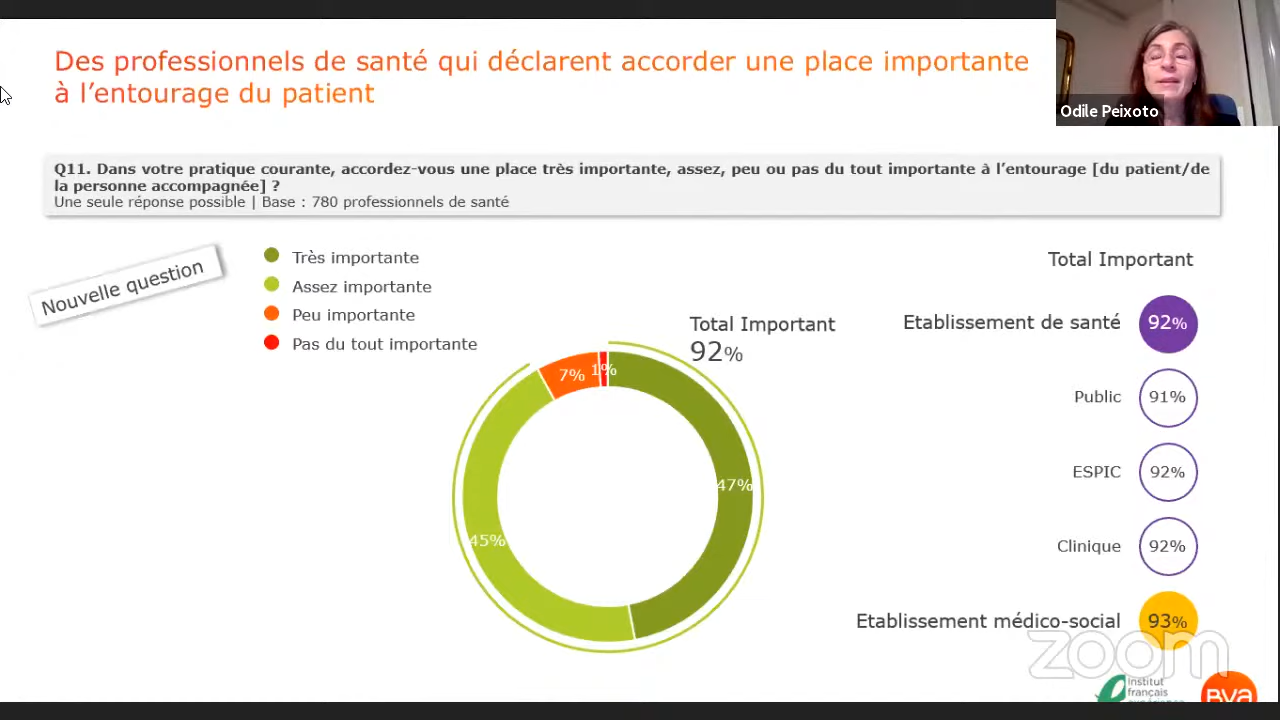 Des professionnels de santé qui déclarent accorder une place importante
à l’entourage du patient
Odile Peixoto
Q11. Dans votre pratique courante, accordez-vous une place très importante, assez, peu ou pas du tout importante à l’entourage [du patient/de
la personne accompagnée] ?
Une seule réponse possible | Base : 780 professionnels de santé
Nouvelle question
Très importante
Assez importante
Peu importante
Pas du tout importante
Total Important
92%
7%
1%
47%
45%
Total Important
Etablissement de santé 92%
Public 91%
ESPIC 92%
Clinique 92%
Etablissement médico-social 93%
zoom
Institut
français
BVA